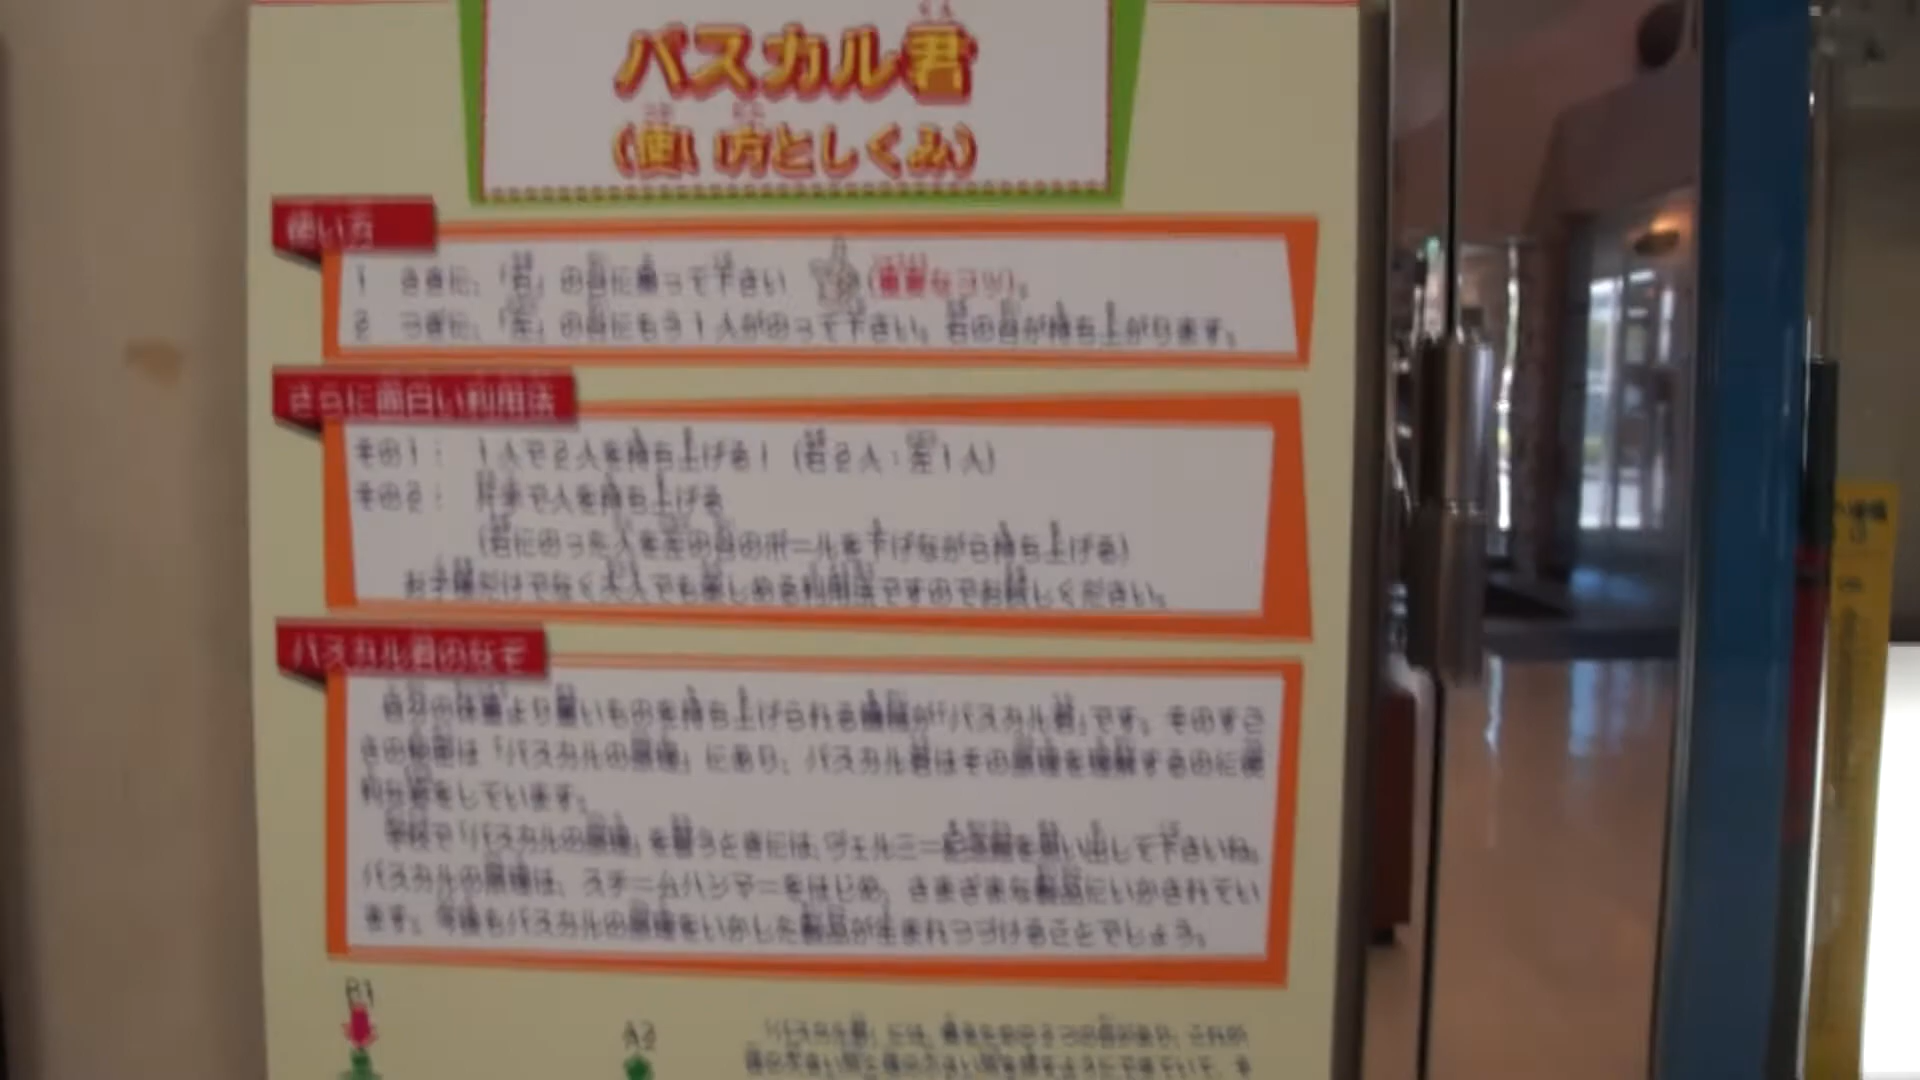 パスカル君
(使い方としくみ)
使い方
1 さきに、「右」の台に乗って下さい (重要なコツ)。
2 つぎに、「左」の台にもう1人がのって下さい。右の台が持ち上がります。
さらに面白い利用法
その1： 1人で2人を持ち上げる！(右2人：左1人)
その2： 片手で人を持ち上げる
(右にのった人を左の台のポールを下げながら持ち上げる)
お子様だけでなく大人でも楽しめる利用法ですのでお試しください。
パスカル君のなぞ
自分の体重より重いものを持ち上げられる機械が「パスカル君」です。そのすご
さの秘密は「パスカルの原理」にあり、パスカル君はその原理を理解するのに便
利な形をしています。
学校で「パスカルの原理」を習うときには、ヴェルニー記念館を思い出して下さいね。
パスカルの原理は、スチームハンマーをはじめ、さまざまな製品にいかされてい
ます。今後もパスカルの原理をいかした製品が生まれつづけることでしょう。